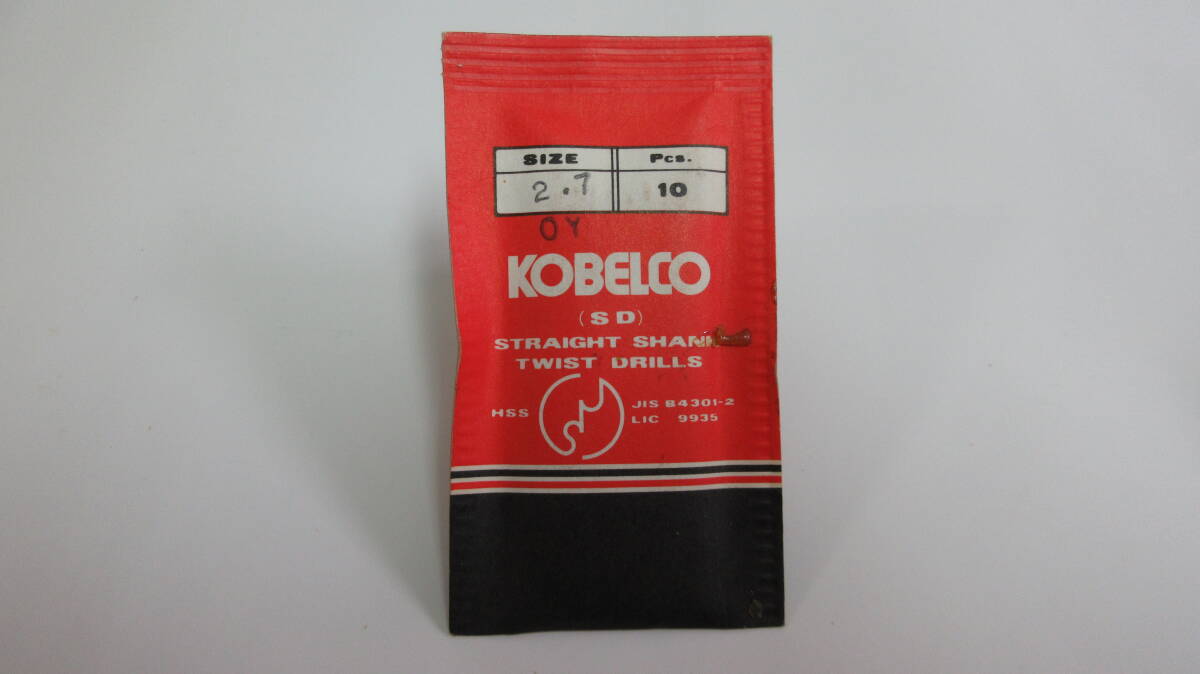 SIZE Pcs.
2.7 10
OY
KOBELCO
(SD)
STRAIGHT SHANK
TWIST DRILLS
HSS JIS B4301-2
LIC 9935